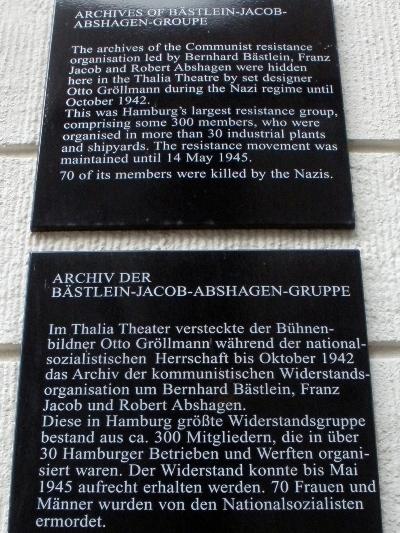 ARCHIVES OF BÄSTLEIN-JACOB-
ABSHAGEN-GROUPE
The archives of the Communist resistance
organisation led by Bernhard Bästlein, Franz
Jacob and Robert Abshagen were hidden
here in the Thalia Theatre by set designer
Otto Gröllmann during the Nazi regime until
October 1942.
This was Hamburg's largest resistance group,
comprising some 300 members, who were
organised in more than 30 industrial plants
and shipyards. The resistance movement was
maintained until 14 May 1945.
70 of its members were killed by the Nazis.
ARCHIV DER
BÄSTLEIN-JACOB-ABSHAGEN-GRUPPE
Im Thalia Theater versteckte der Bühnen-
bildner Otto Gröllmann während der national-
sozialistischen Herrschaft bis Oktober 1942
das Archiv der kommunistischen Widerstands-
organisation um Bernhard Bästlein, Franz
Jacob und Robert Abshagen.
Diese in Hamburg größte Widerstandsgruppe
bestand aus ca. 300 Mitgliedern, die in über
30 Hamburger Betrieben und Werften organi-
siert waren. Der Widerstand konnte bis Mai
1945 aufrecht erhalten werden. 70 Frauen und
Männer wurden von den Nationalsozialisten
ermordet.